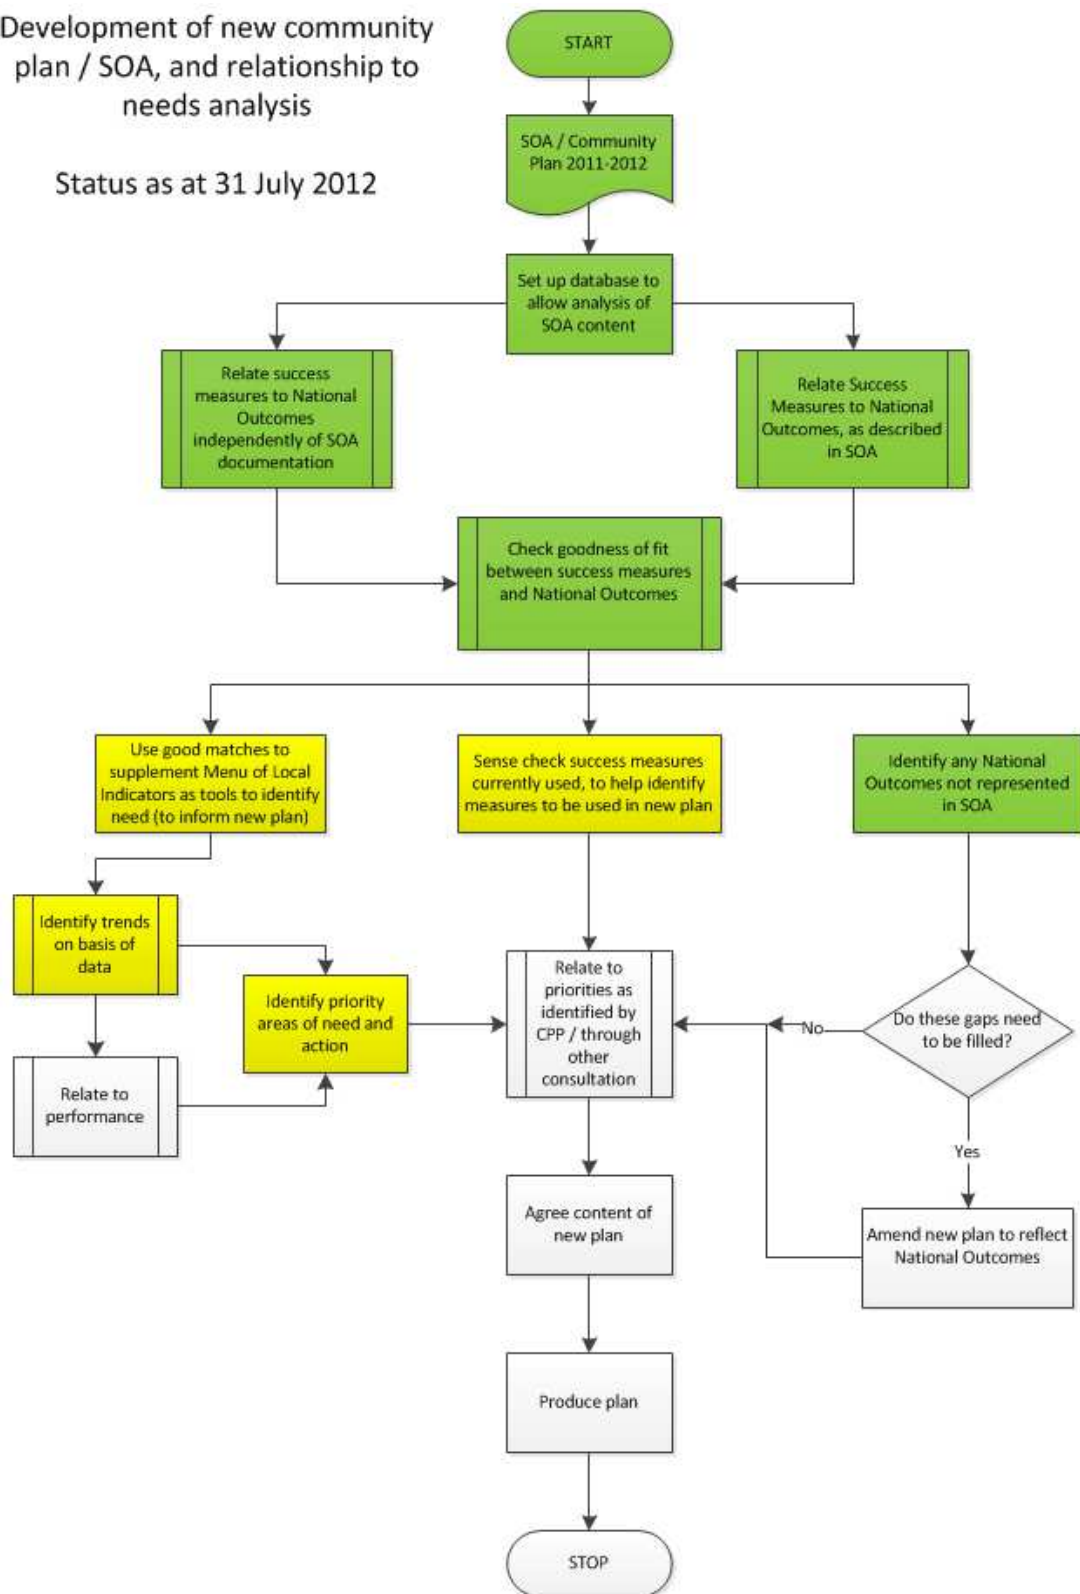 Development of new community
plan / SOA, and relationship to
needs analysis
Status as at 31 July 2012
START
SOA / Community
Plan 2011-2012
Set up database to
allow analysis of
SOA content
Relate success
measures to National
Outcomes
independently of SOA
documentation
Relate Success
Measures to National
Outcomes, as described
in SOA
Check goodness of fit
between success measures
and National Outcomes
Use good matches to
supplement Menu of Local
Indicators as tools to identify
need (to inform new plan)
Sense check success measures
currently used, to help identify
measures to be used in new plan
Identify any National
Outcomes not represented
in SOA
Identify trends
on basis of
data
Identify priority
areas of need and
action
Relate to
priorities as
identified by
CPP / through
other
consultation
Do these gaps need
to be filled?
No
Relate to
performance
Yes
Agree content of
new plan
Amend new plan to reflect
National Outcomes
Produce plan
STOP